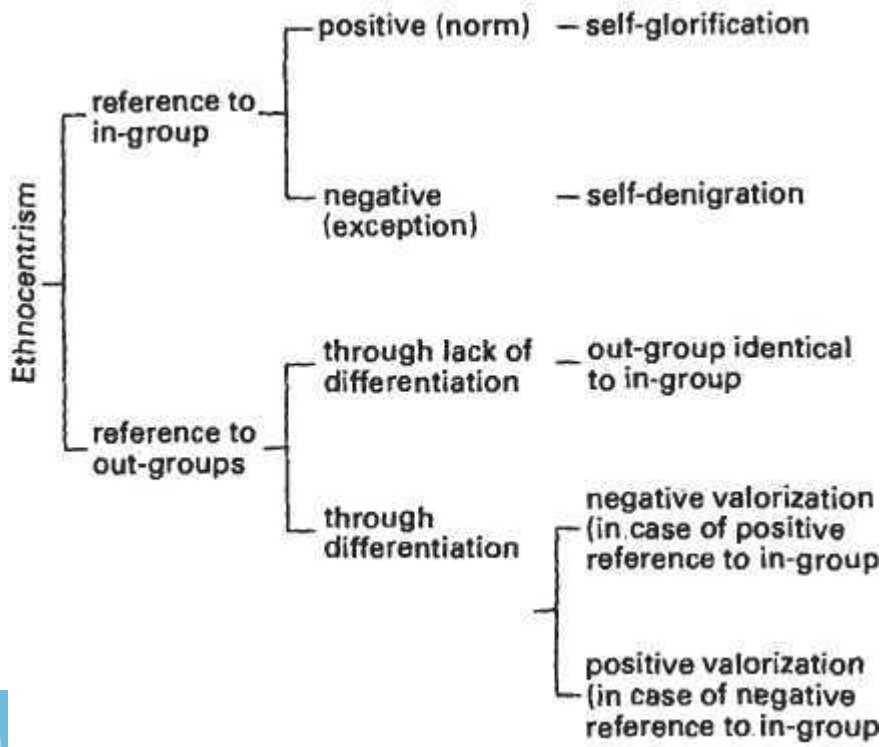 Ethnocentrism
reference to
in-group
positive (norm) – self-glorification
negative – self-denigration
(exception)
reference to
out-groups
through lack of – out-group identical
differentiation to in-group
through
differentiation
negative valorization
(in case of positive
reference to in-group
positive valorization
(in case of negative
reference to in-group